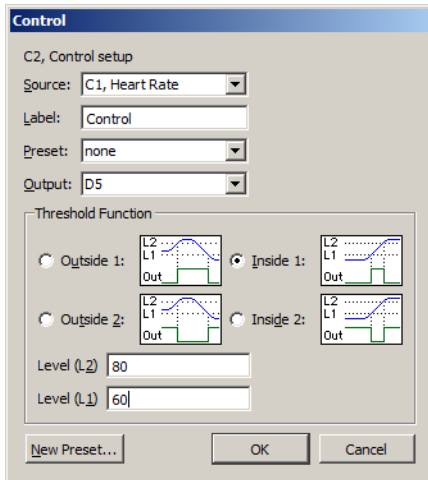 Control
C2, Control setup
Source: C1, Heart Rate
Label: Control
Preset: none
Output: D5
Threshold Function
Outside 1: L2 L1 Out Inside 1: L2 L1 Out
Outside 2: L2 L1 Out Inside 2: L2 L1 Out
Level (L2) 80
Level (L1) 60
New Preset... OK Cancel